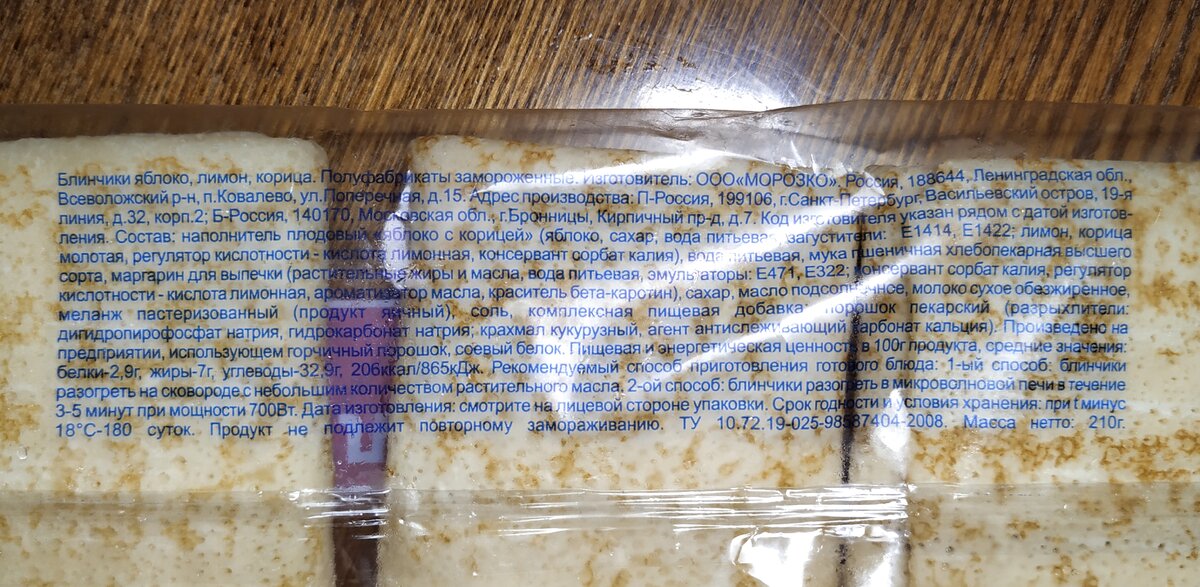 Блинчики яблоко, лимон, корица. Полуфабрикаты замороженные. Изготовитель: ООО«МОРОЗКО», Россия, 188644, Ленинградская обл.,
Всеволожский р-н, п.Ковалево, ул.Поперечная, д.15. Адрес производства: П-Россия, 199106, г.Санкт-Петербург, Васильевский остров, 19-я
линия, д.32, корп.2; Б-Россия, 140170, Московская обл., г.Бронницы, Кирпичный пр-д, д.7. Код изготовителя указан рядом с датой изготов-
ления. Состав: наполнитель плодовый «яблоко с корицей» (яблоко, сахар, вода питьевая, загустители: Е1414, Е1422; лимон, корица
молотая, регулятор кислотности - кислота лимонная, консервант сорбат калия), вода питьевая, мука пшеничная хлебопекарная высшего
сорта, маргарин для выпечки (растительные жиры и масла, вода питьевая, эмульгаторы: Е471, Е322; консервант сорбат калия, регулятор
кислотности - кислота лимонная, ароматизатор масла, краситель бета-каротин), сахар, масло подсолнечное, молоко сухое обезжиренное,
меланж пастеризованный (продукт яичный), соль, комплексная пищевая добавка порошок пекарский (разрыхлители:
дигидропирофосфат натрия, гидрокарбонат натрия; крахмал кукурузный, агент антислеживающий карбонат кальция). Произведено на
предприятии, использующем горчичный порошок, соевый белок. Пищевая и энергетическая ценность в 100г продукта, средние значения:
белки-2,9г, жиры-7г, углеводы-32,9г, 206ккал/865кДж. Рекомендуемый способ приготовления готового блюда: 1-ый способ: блинчики
разогреть на сковороде с небольшим количеством растительного масла, 2-ой способ: блинчики разогреть в микроволновой печи в течение
3-5 минут при мощности 700Вт. Дата изготовления: смотрите на лицевой стороне упаковки. Срок годности и условия хранения: при t минус
18°С-180 суток. Продукт не подлежит повторному замораживанию. ТУ 10.72.19-025-98587404-2008. Масса нетто: 210г.